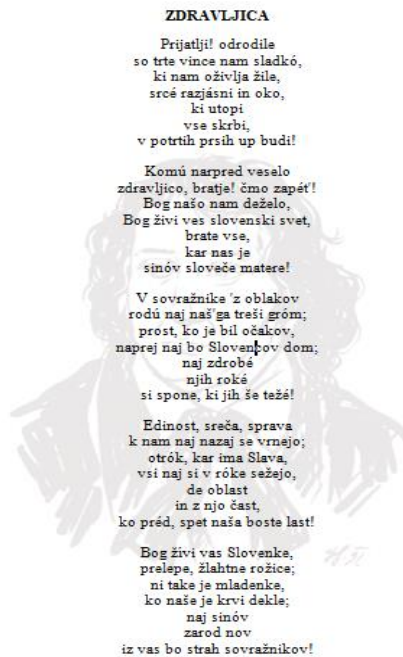 ZDRAVLJICA
Prijatlji! odrodile
so trte vince nam sladkó,
ki nam oživlja žile,
srcé razjásni in oko,
ki utopi
vse skrbi,
v potrtih prsih up budi!
Komú narpred veselo
zdravljico, bratje! čmo zapét'!
Bog našo nam deželo,
Bog živi ves slovenski svet,
brate vse,
kar nas je
sinóv sloveče matere!
V sovražnike 'z oblakov
rodú naj naš'ga treši gróm;
prost, ko je bil očakov,
naprej naj bo Slovencov dom;
naj zdrobé
njih roké
si spone, ki jih še težé!
Edinost, sreča, sprava
k nam naj nazaj se vrnejo;
otrók, kar ima Slava,
vsi naj si v róke sežejo,
de oblast
in z njo čast,
ko préd, spet naša boste last!
Bog živi vas Slovenke,
prelepe, žlahtne rožice;
ni take je mladenke,
ko naše je krvi dekle;
naj sinóv
zarod nov
iz vas bo strah sovražnikov!